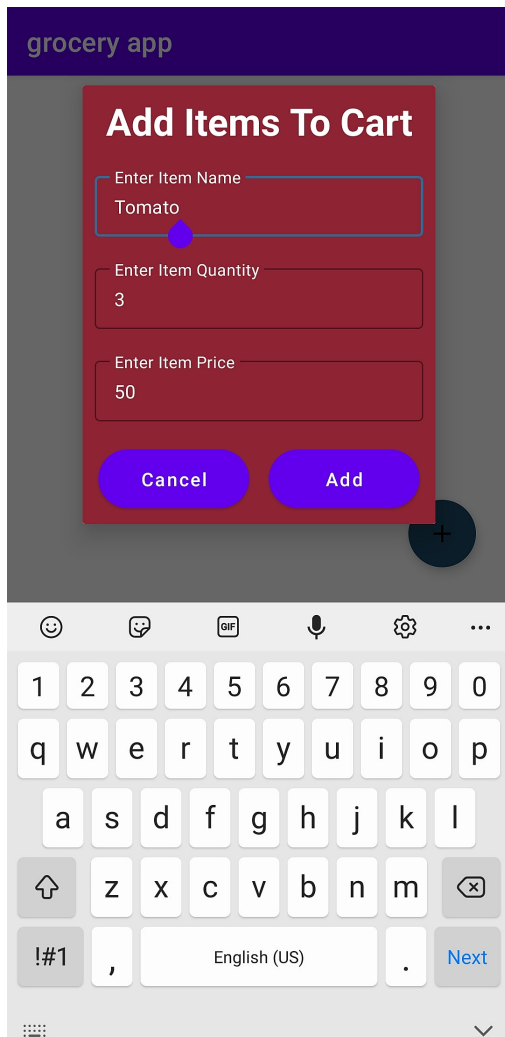 grocery app
Add Items To Cart
Enter Item Name
Tomato
Enter Item Quantity
3
Enter Item Price
50
Cancel Add
+
GIF
1 2 3 4 5 6 7 8 9 0
q w e r t y u i o p
a s d f g h j k l
z x c v b n m
!#1 , English (US) . Next